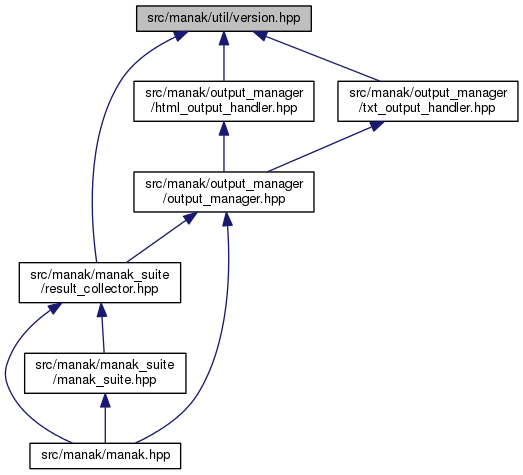 src/manak/util/version.hpp
src/manak/output_manager
/html_output_handler.hpp
src/manak/output_manager
/txt_output_handler.hpp
src/manak/output_manager
/output_manager.hpp
src/manak/manak_suite
/result_collector.hpp
src/manak/manak_suite
/manak_suite.hpp
src/manak/manak.hpp